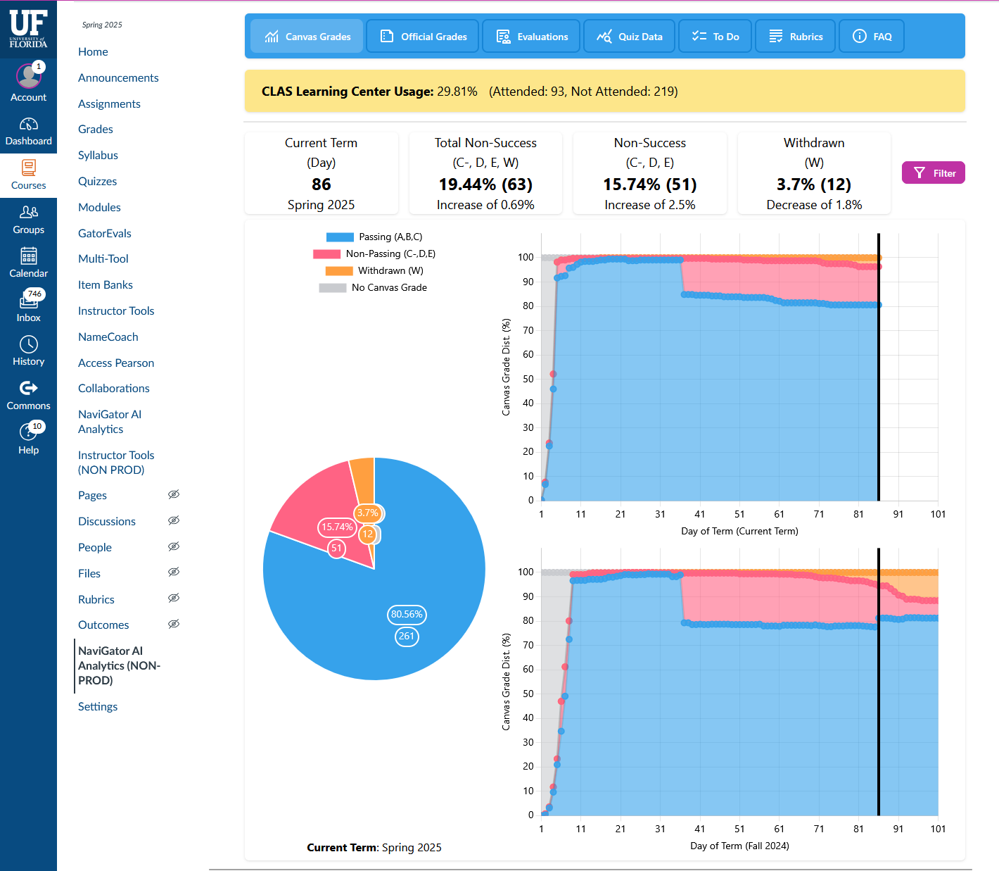 UF
UNIVERSITY of
FLORIDA
1
Account
Dashboard
Courses
Groups
Calendar
746
Inbox
History
Commons
10
Help
Spring 2025
Home
Announcements
Assignments
Grades
Syllabus
Quizzes
Modules
GatorEvals
Multi-Tool
Item Banks
Instructor Tools
NameCoach
Access Pearson
Collaborations
NaviGator AI
Analytics
Instructor Tools
(NON PROD)
Pages
Discussions
People
Files
Rubrics
Outcomes
NaviGator AI
Analytics (NON-
PROD)
Settings
Canvas Grades
Official Grades
Evaluations
Quiz Data
To Do
Rubrics
FAQ
CLAS Learning Center Usage: 29.81% (Attended: 93, Not Attended: 219)
Current Term
(Day)
86
Spring 2025
Total Non-Success
(C-, D, E, W)
19.44% (63)
Increase of 0.69%
Non-Success
(C-, D, E)
15.74% (51)
Increase of 2.5%
Withdrawn
(W)
3.7% (12)
Decrease of 1.8%
Filter
Passing (A,B,C)
Non-Passing (C-,D,E)
Withdrawn (W)
No Canvas Grade
3.7%
12
15.74%
51
80.56%
261
Current Term: Spring 2025
Canvas Grade Dist. (%)
100
90
80
70
60
50
40
30
20
10
0
1 11 21 31 41 51 61 71 81 91 101
Day of Term (Current Term)
Canvas Grade Dist. (%)
100
90
80
70
60
50
40
30
20
10
0
1 11 21 31 41 51 61 71 81 91 101
Day of Term (Fall 2024)